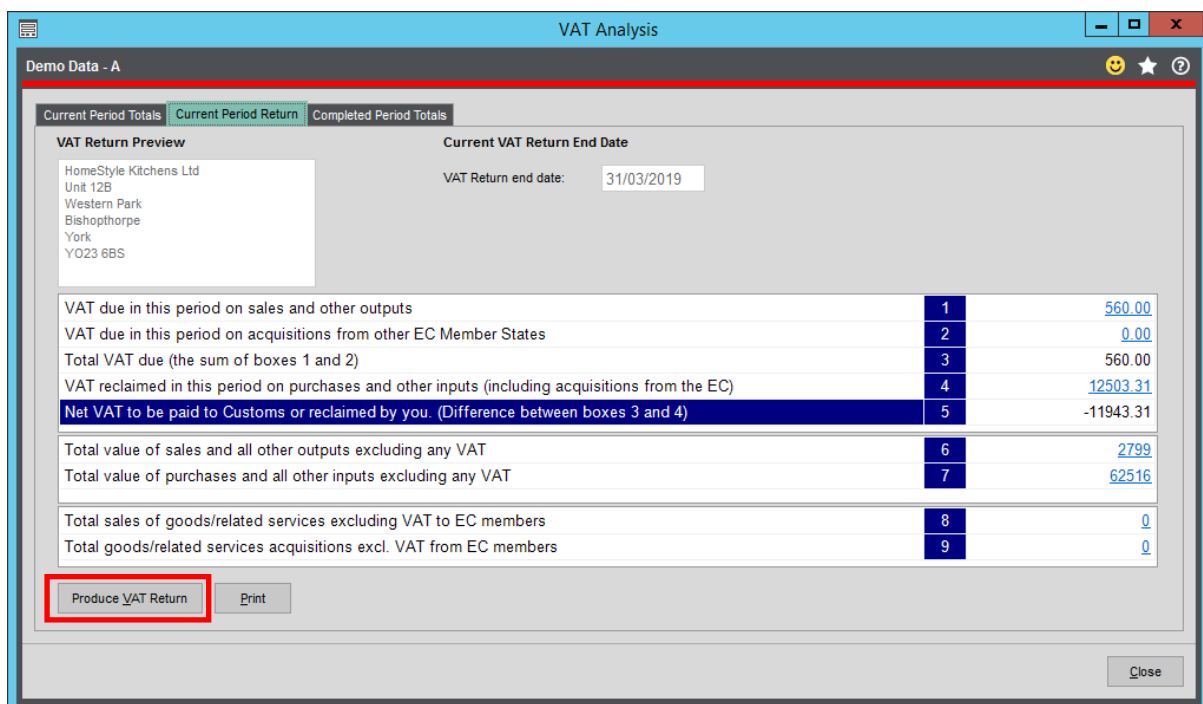 VAT Analysis
Demo Data - A
Current Period Totals Current Period Return Completed Period Totals
VAT Return Preview
HomeStyle Kitchens Ltd
Unit 12B
Western Park
Bishopthorpe
York
YO23 6BS
Current VAT Return End Date
VAT Return end date: 31/03/2019
VAT due in this period on sales and other outputs 1 560.00
VAT due in this period on acquisitions from other EC Member States 2 0.00
Total VAT due (the sum of boxes 1 and 2) 3 560.00
VAT reclaimed in this period on purchases and other inputs (including acquisitions from the EC) 4 12503.31
Net VAT to be paid to Customs or reclaimed by you. (Difference between boxes 3 and 4) 5 -11943.31
Total value of sales and all other outputs excluding any VAT 6 2799
Total value of purchases and all other inputs excluding any VAT 7 62516
Total sales of goods/related services excluding VAT to EC members 8 0
Total goods/related services acquisitions excl. VAT from EC members 9 0
Produce VAT Return Print
Close